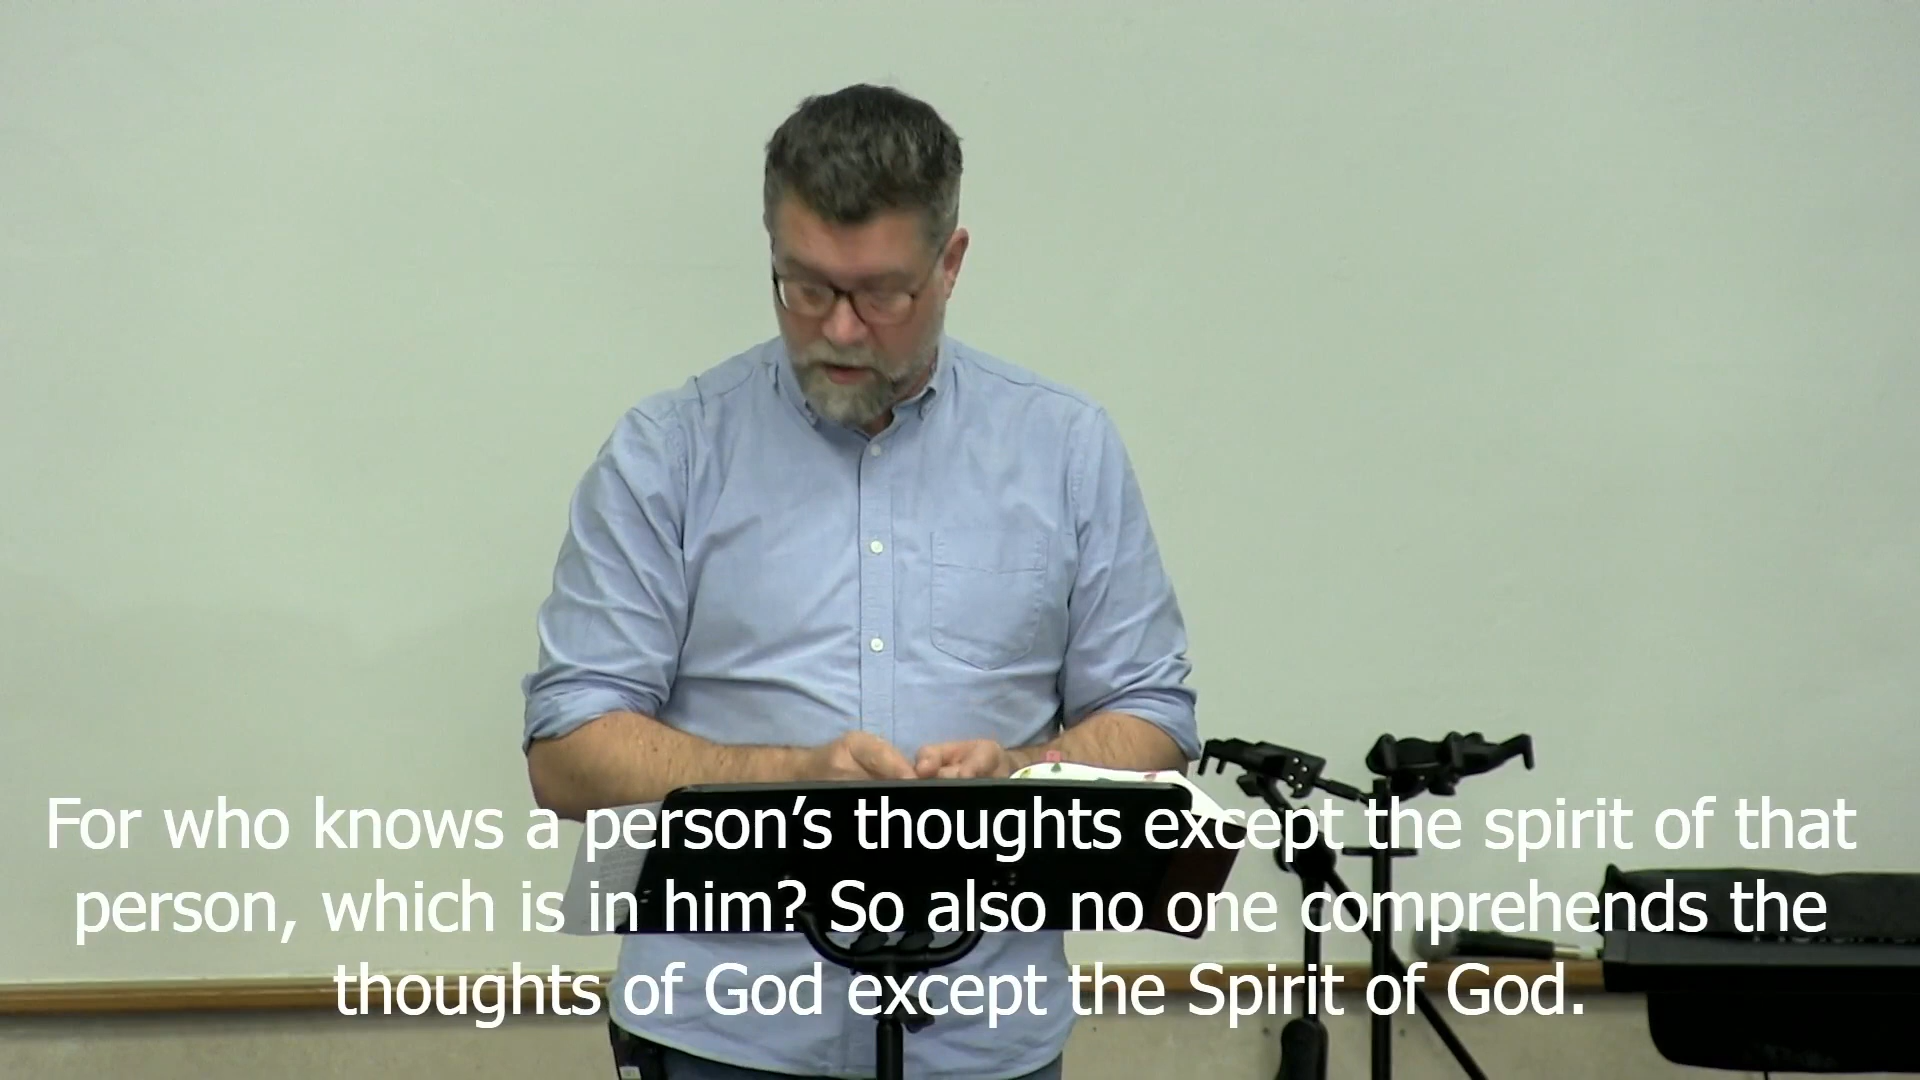 For who knows a person’s thoughts except the spirit of that
person, which is in him? So also no one comprehends the
thoughts of God except the Spirit of God.